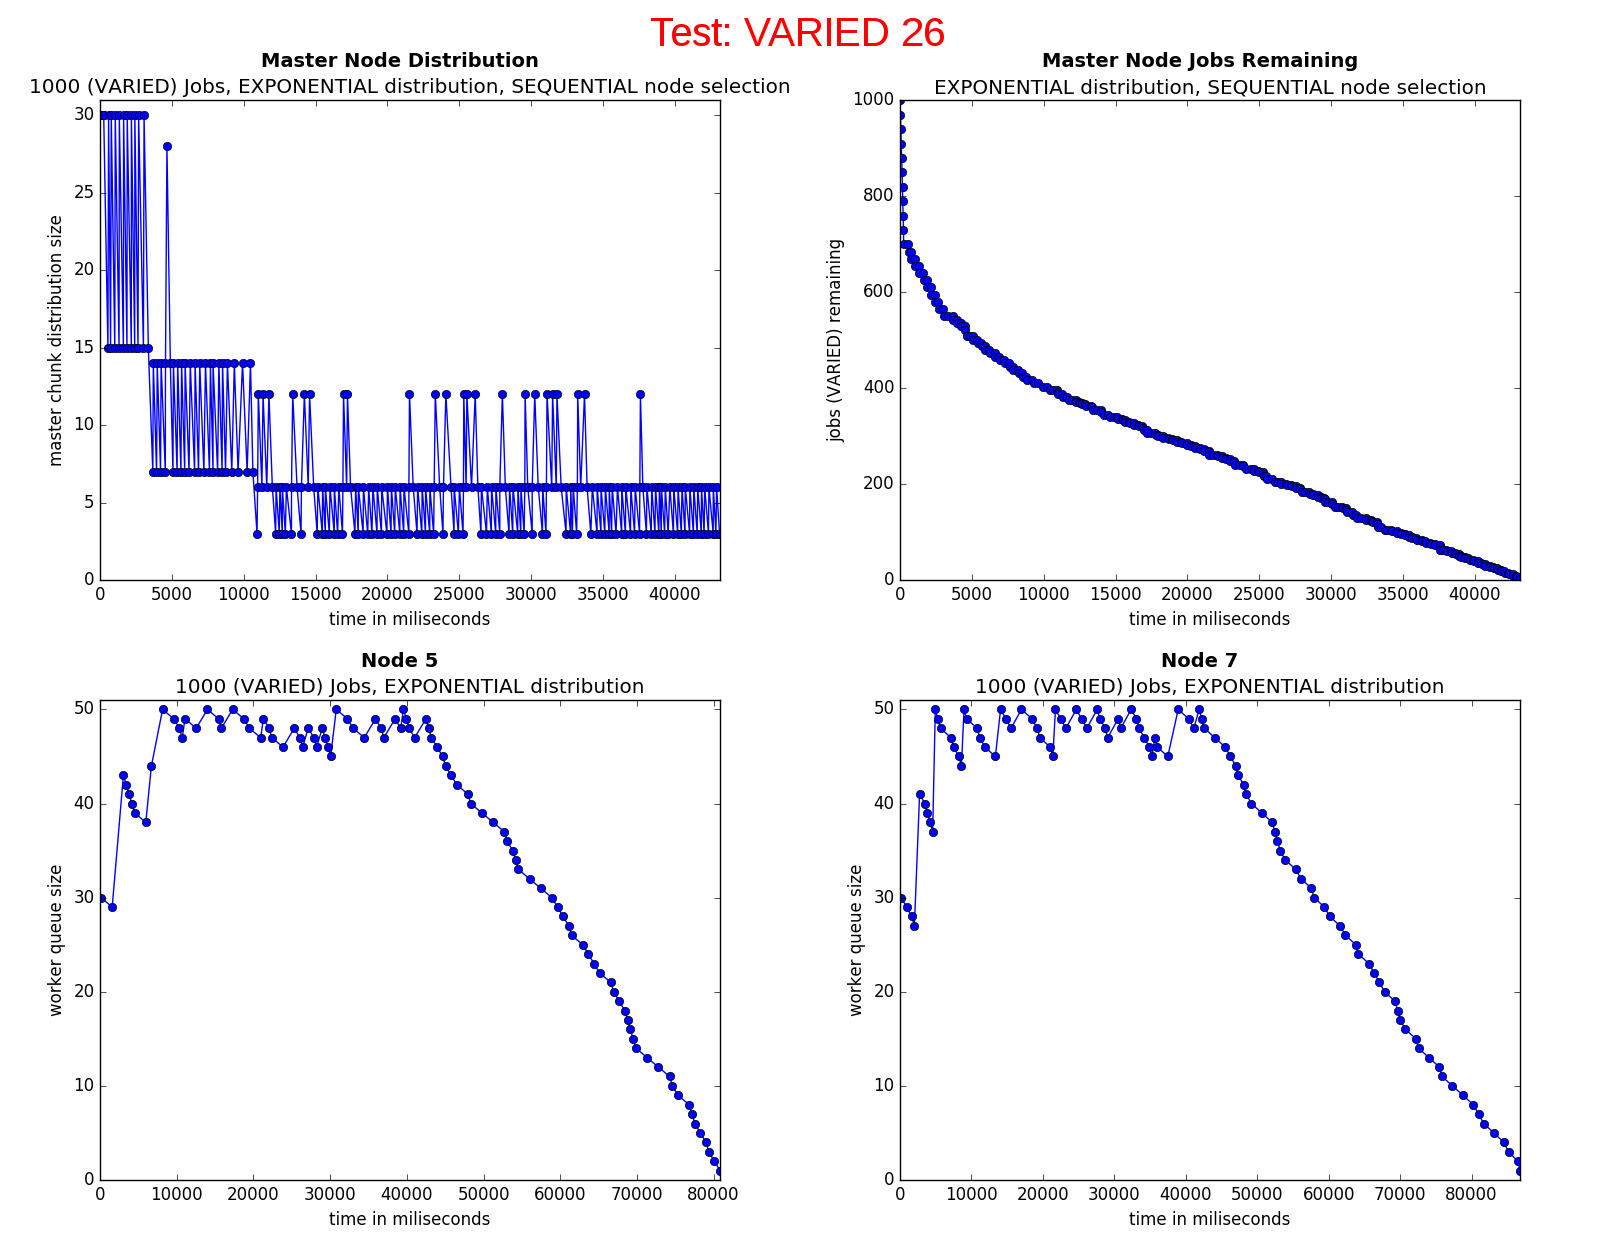 Test: VARIED 26
Master Node Distribution
1000 (VARIED) Jobs, EXPONENTIAL distribution, SEQUENTIAL node selection
master chunk distribution size
30
25
20
15
10
5
0
0 5000 10000 15000 20000 25000 30000 35000 40000
time in miliseconds
Master Node Jobs Remaining
EXPONENTIAL distribution, SEQUENTIAL node selection
jobs (VARIED) remaining
1000
800
600
400
200
0
0 5000 10000 15000 20000 25000 30000 35000 40000
time in miliseconds
Node 5
1000 (VARIED) Jobs, EXPONENTIAL distribution
worker queue size
50
40
30
20
10
0
0 10000 20000 30000 40000 50000 60000 70000 80000
time in miliseconds
Node 7
1000 (VARIED) Jobs, EXPONENTIAL distribution
worker queue size
50
40
30
20
10
0
0 10000 20000 30000 40000 50000 60000 70000 80000
time in miliseconds